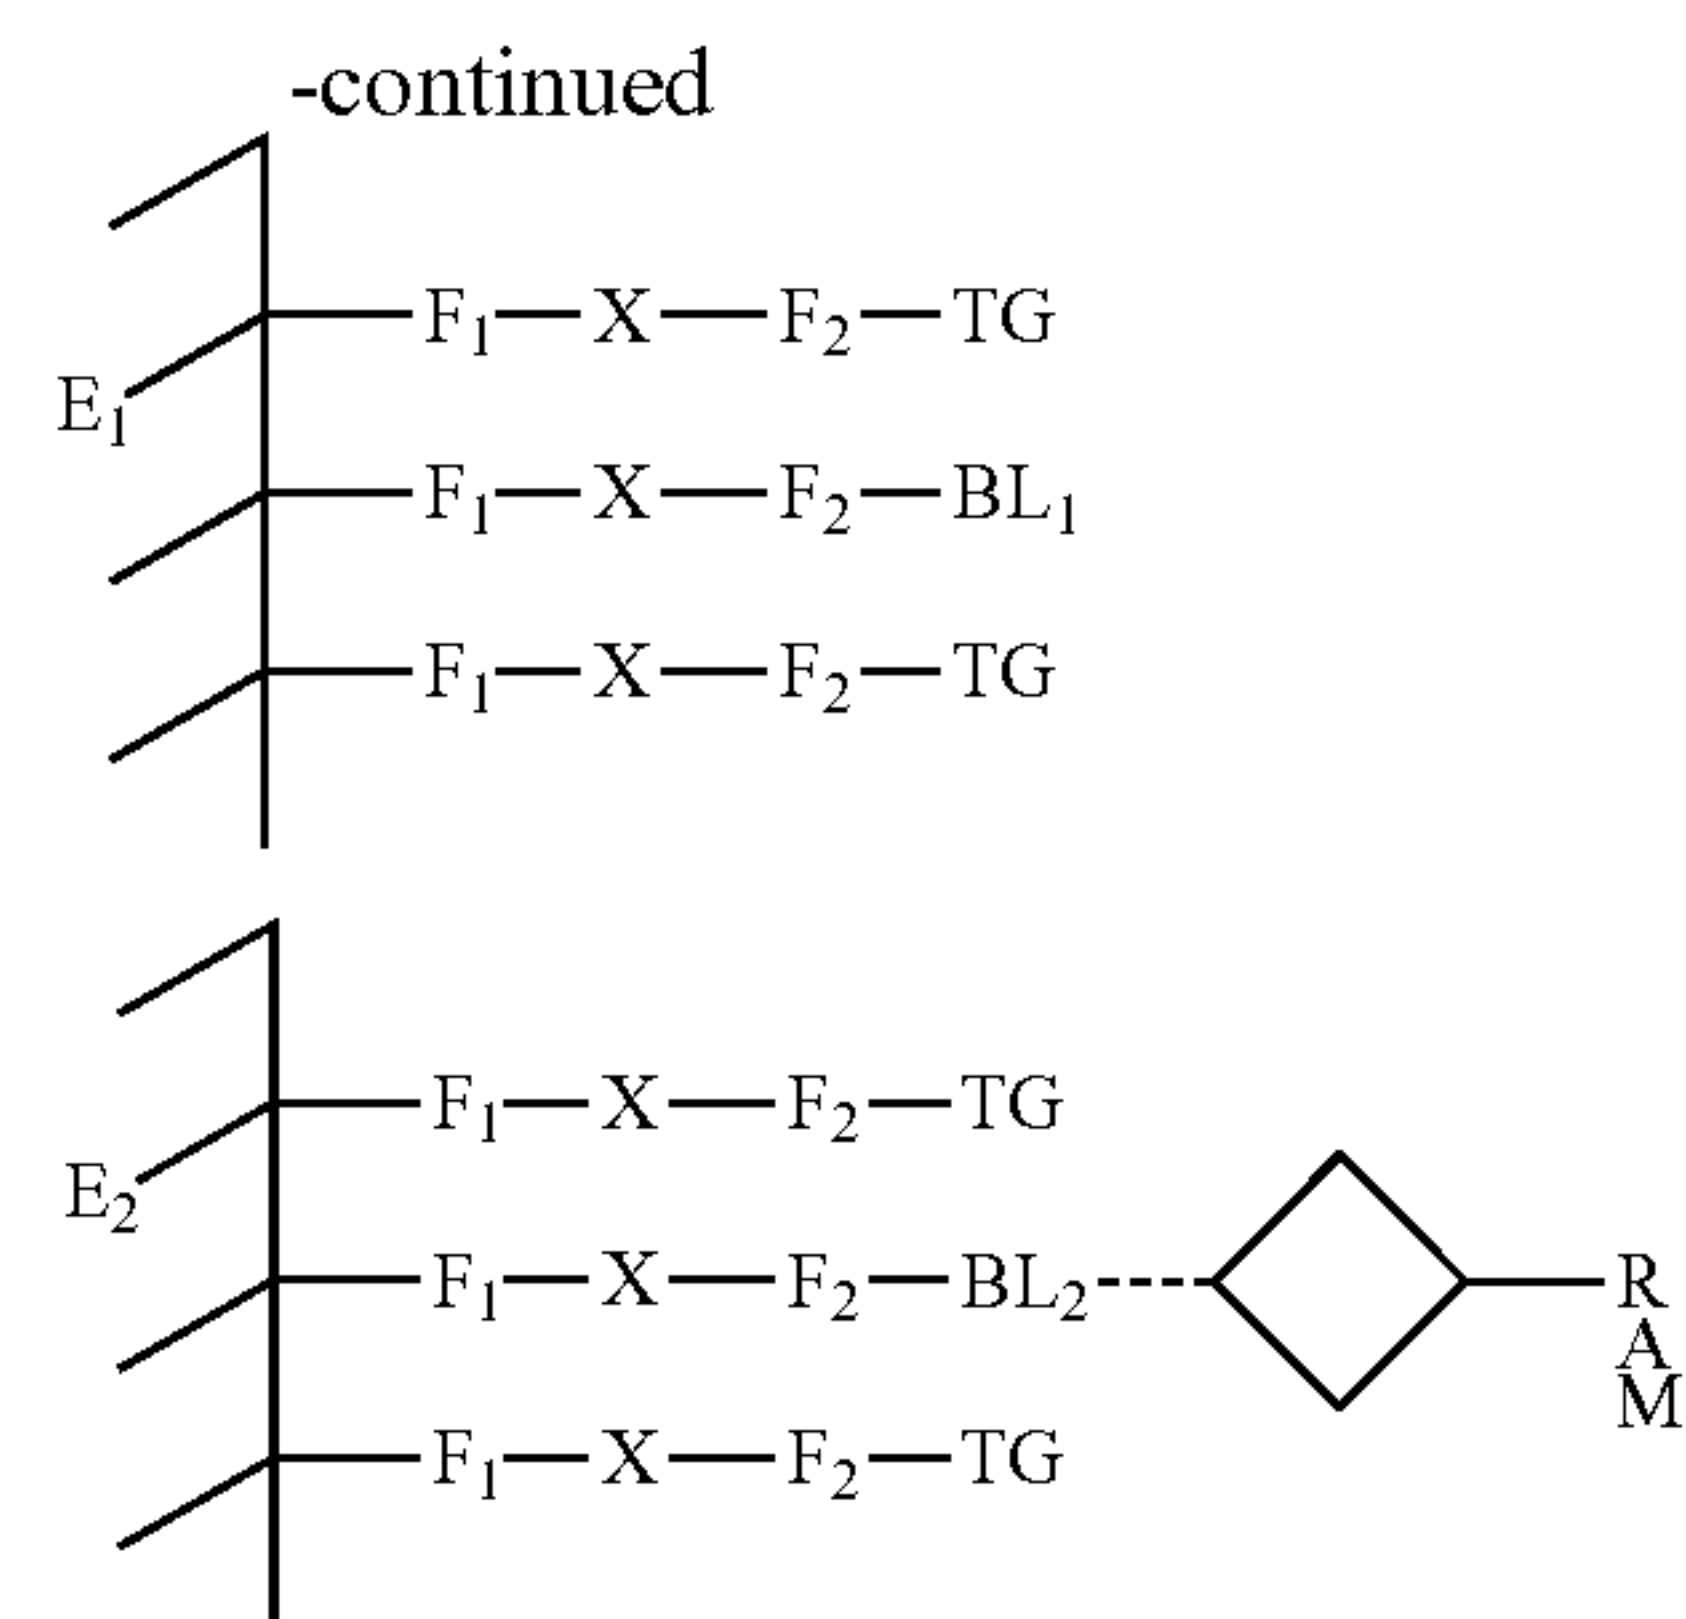 -continued
F₁—X—F₂—TG
E₁
F₁—X—F₂—BL₁
F₁—X—F₂—TG
F₁—X—F₂—TG
E₂
F₁—X—F₂—BL₂
R
A
M
F₁—X—F₂—TG